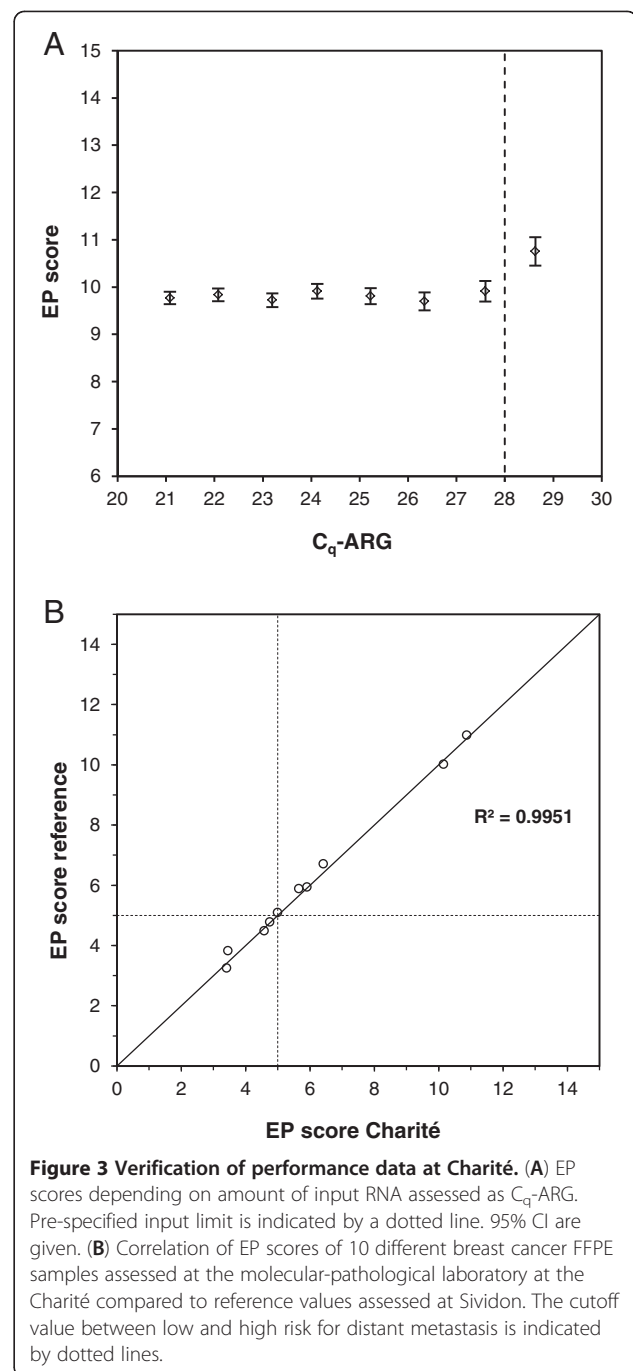 A
15
14
13
12
11
10
9
8
7
6
EP score
20 21 22 23 24 25 26 27 28 29 30
Cq-ARG
B
14
12
10
8
6
4
2
0
EP score reference
R² = 0.9951
0 2 4 6 8 10 12 14
EP score Charité
Figure 3 Verification of performance data at Charité. (A) EP
scores depending on amount of input RNA assessed as Cq-ARG.
Pre-specified input limit is indicated by a dotted line. 95% CI are
given. (B) Correlation of EP scores of 10 different breast cancer FFPE
samples assessed at the molecular-pathological laboratory at the
Charité compared to reference values assessed at Sividon. The cutoff
value between low and high risk for distant metastasis is indicated
by dotted lines.